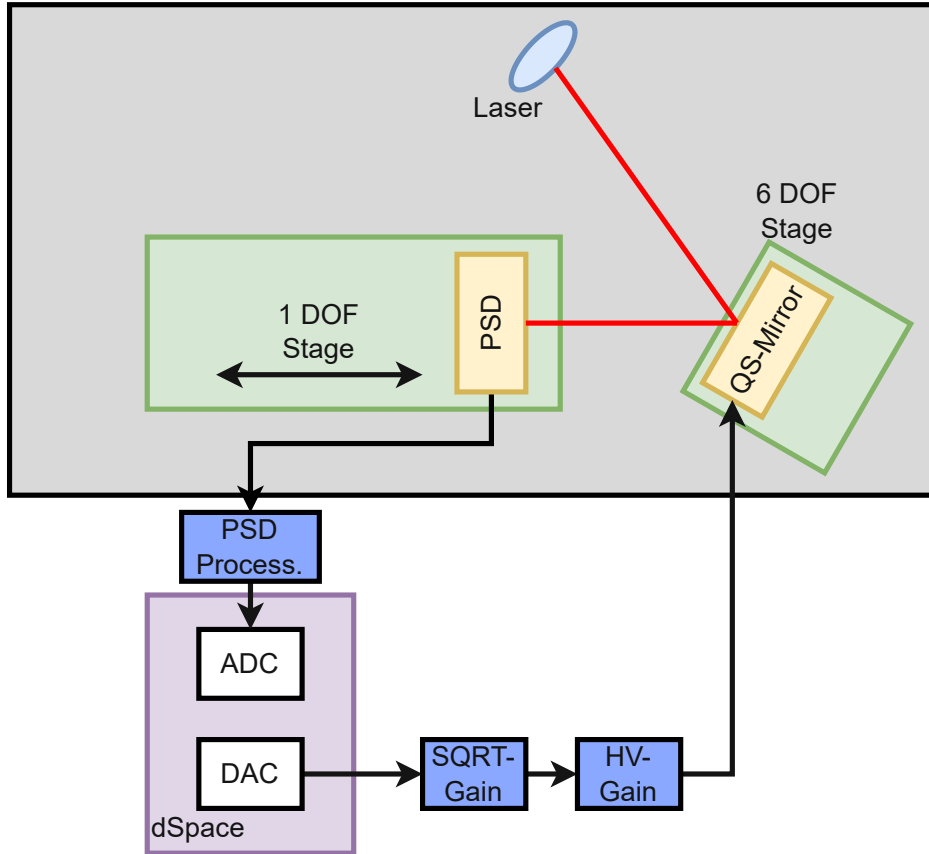 Laser
6 DOF
Stage
1 DOF
Stage
PSD
QS-Mirror
PSD
Process.
ADC
DAC
SQRT-
Gain
HV-
Gain
dSpace